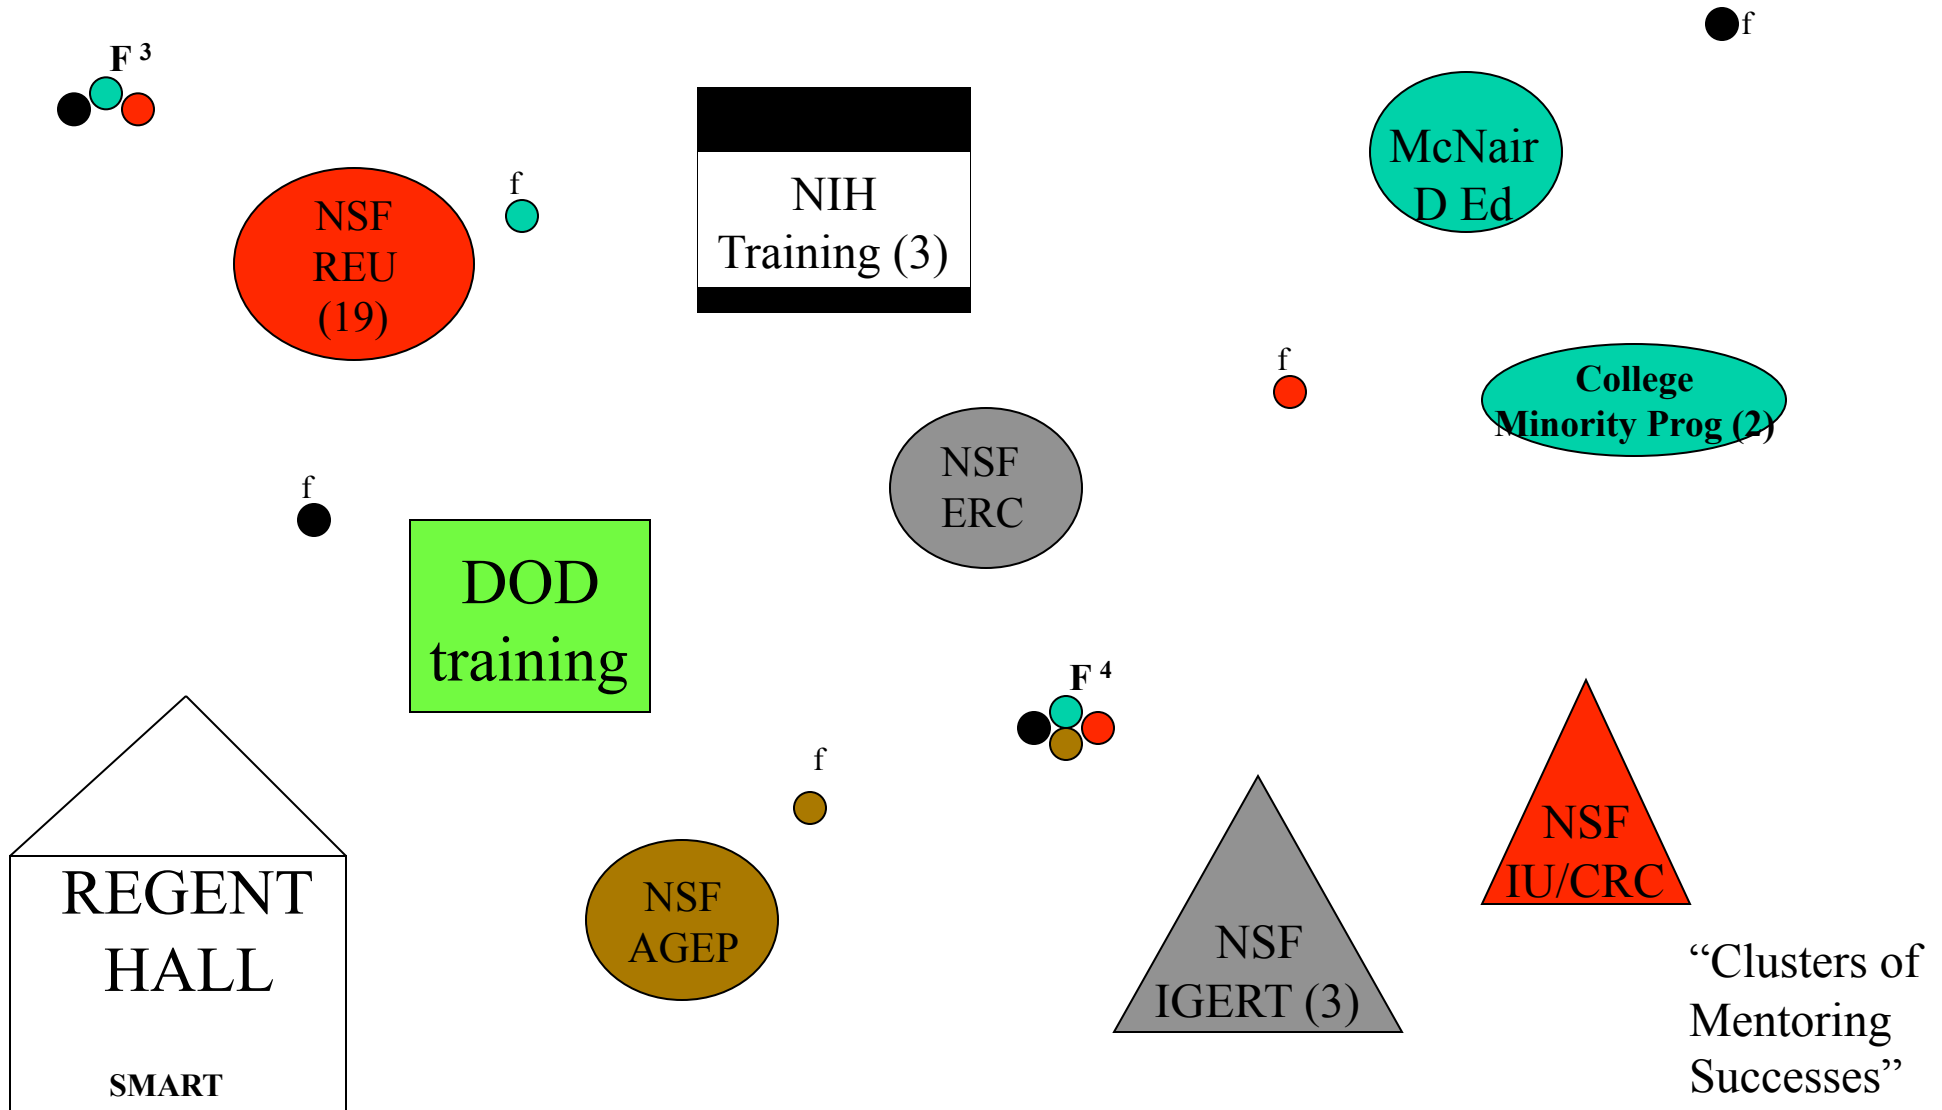 f
F 3
McNair
D Ed
f
NIH
Training (3)
NSF
REU
(19)
f
College
Minority Prog (2)
NSF
ERC
f
DOD
training
F 4
f
NSF
IU/CRC
REGENT
HALL
NSF
AGEP
NSF
IGERT (3)
“Clusters of
Mentoring
Successes”
SMART